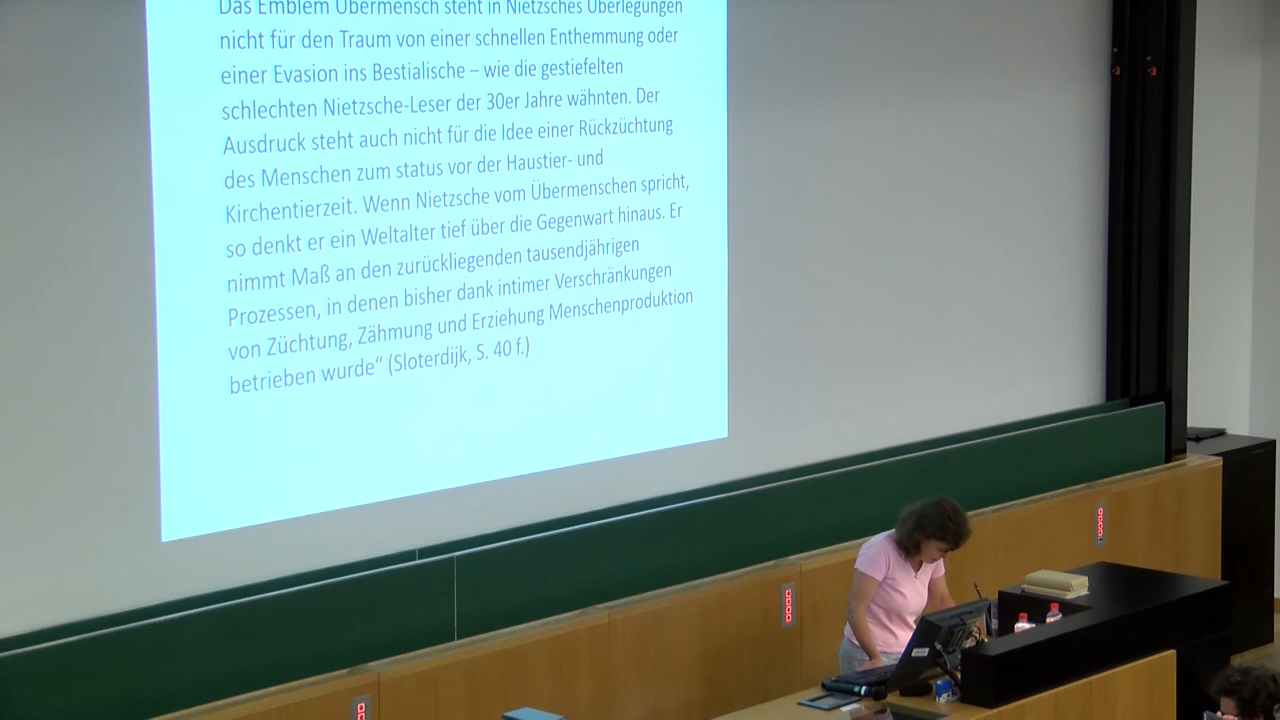 Das Emblem Übermensch steht in Nietzsches Überlegungen
nicht für den Traum von einer schnellen Enthemmung oder
einer Evasion ins Bestialische – wie die gestiefelten
schlechten Nietzsche-Leser der 30er Jahre wähnten. Der
Ausdruck steht auch nicht für die Idee einer Rückzüchtung
des Menschen zum status vor der Haustier- und
Kirchentierzeit. Wenn Nietzsche vom Übermenschen spricht,
so denkt er ein Weltalter tief über die Gegenwart hinaus. Er
nimmt Maß an den zurückliegenden tausendjährigen
Prozessen, in denen bisher dank intimer Verschränkungen
von Züchtung, Zähmung und Erziehung Menschenproduktion
betrieben wurde“ (Sloterdijk, S. 40 f.)